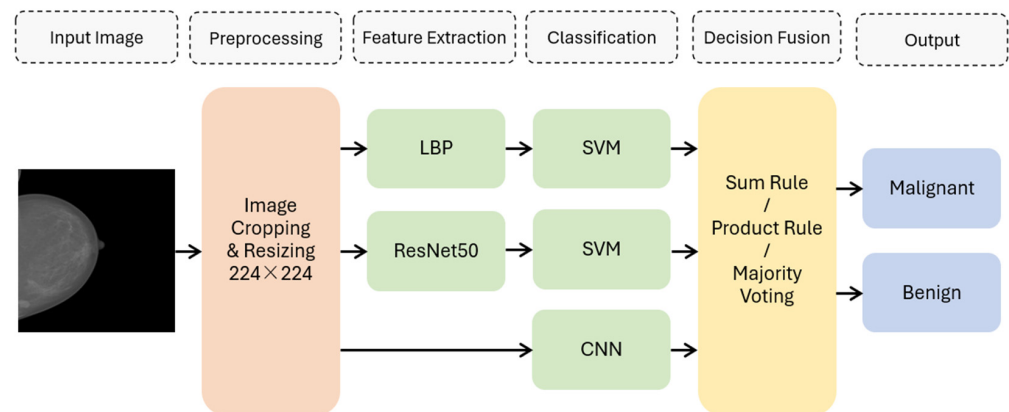 Input Image
Preprocessing
Feature Extraction
Classification
Decision Fusion
Output
Image
Cropping
& Resizing
224×224
LBP
SVM
ResNet50
SVM
CNN
Sum Rule
/
Product Rule
/
Majority
Voting
Malignant
Benign